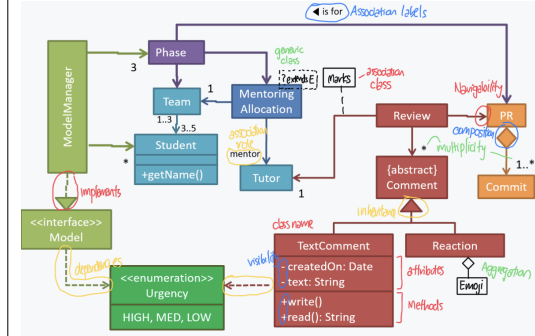 ◀ is for Association labels
ModelManager
3
Phase
generic
class
? extends E
Marks
association
class
Navigability
PR
1
Team
Mentoring
Allocation
Review
1..3
3..5
association
role
composition
*
Student
+getName()
mentor
Tutor
1
*
multiplicity
1..*
{abstract}
Comment
Commit
implements
inheritance
<<interface>>
Model
class name
TextComment
Reaction
dependencies
<<enumeration>>
Urgency
HIGH, MED, LOW
visibility
- createdOn: Date
- text: String
attributes
Aggregation
Emoji
+write()
+read(): String
Methods